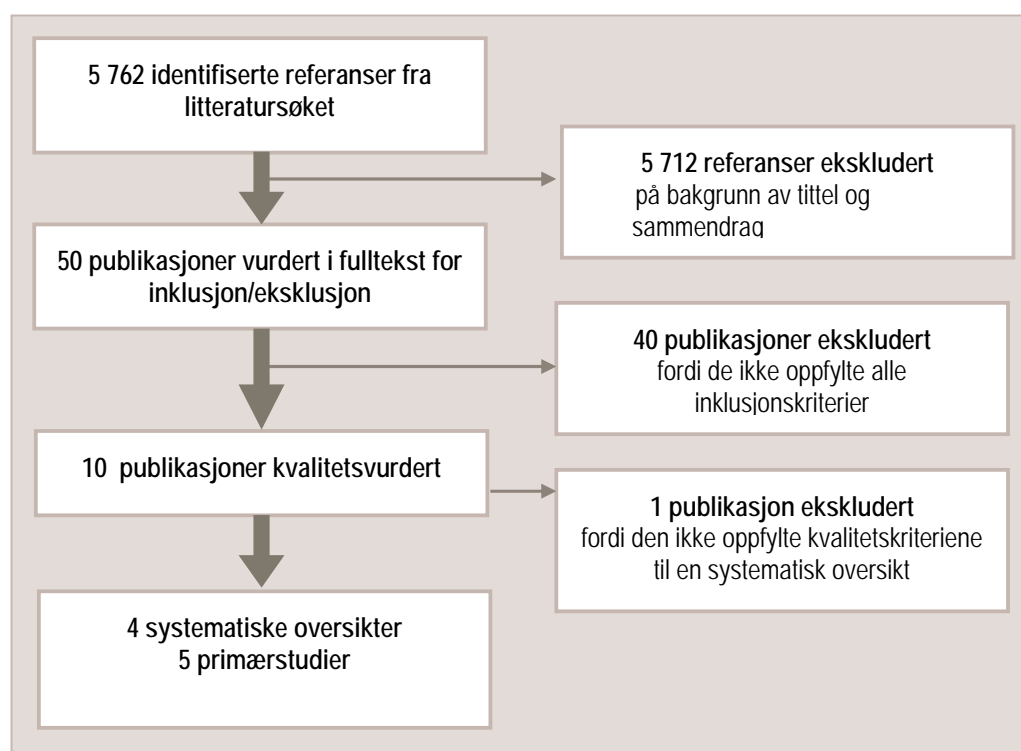 5 762 identifiserte referanser fra
litteratursøket
5 712 referanser ekskludert
på bakgrunn av tittel og
sammendrag
50 publikasjoner vurdert i fulltekst for
inklusjon/eksklusjon
40 publikasjoner ekskludert
fordi de ikke oppfylte alle
inklusjonskriterier
10 publikasjoner kvalitetsvurdert
1 publikasjon ekskludert
fordi den ikke oppfylte kvalitetskriteriene
til en systematisk oversikt
4 systematiske oversikter
5 primærstudier